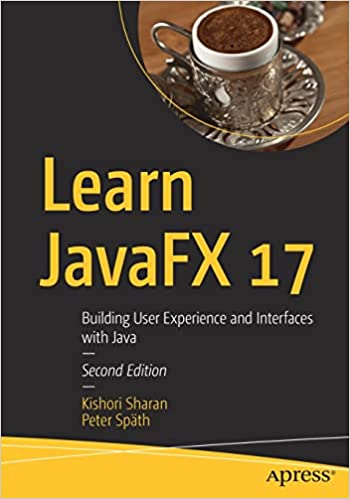 Learn
JavaFX 17
Building User Experience and Interfaces
with Java
—
Second Edition
—
Kishori Sharan
Peter Späth
Apress®